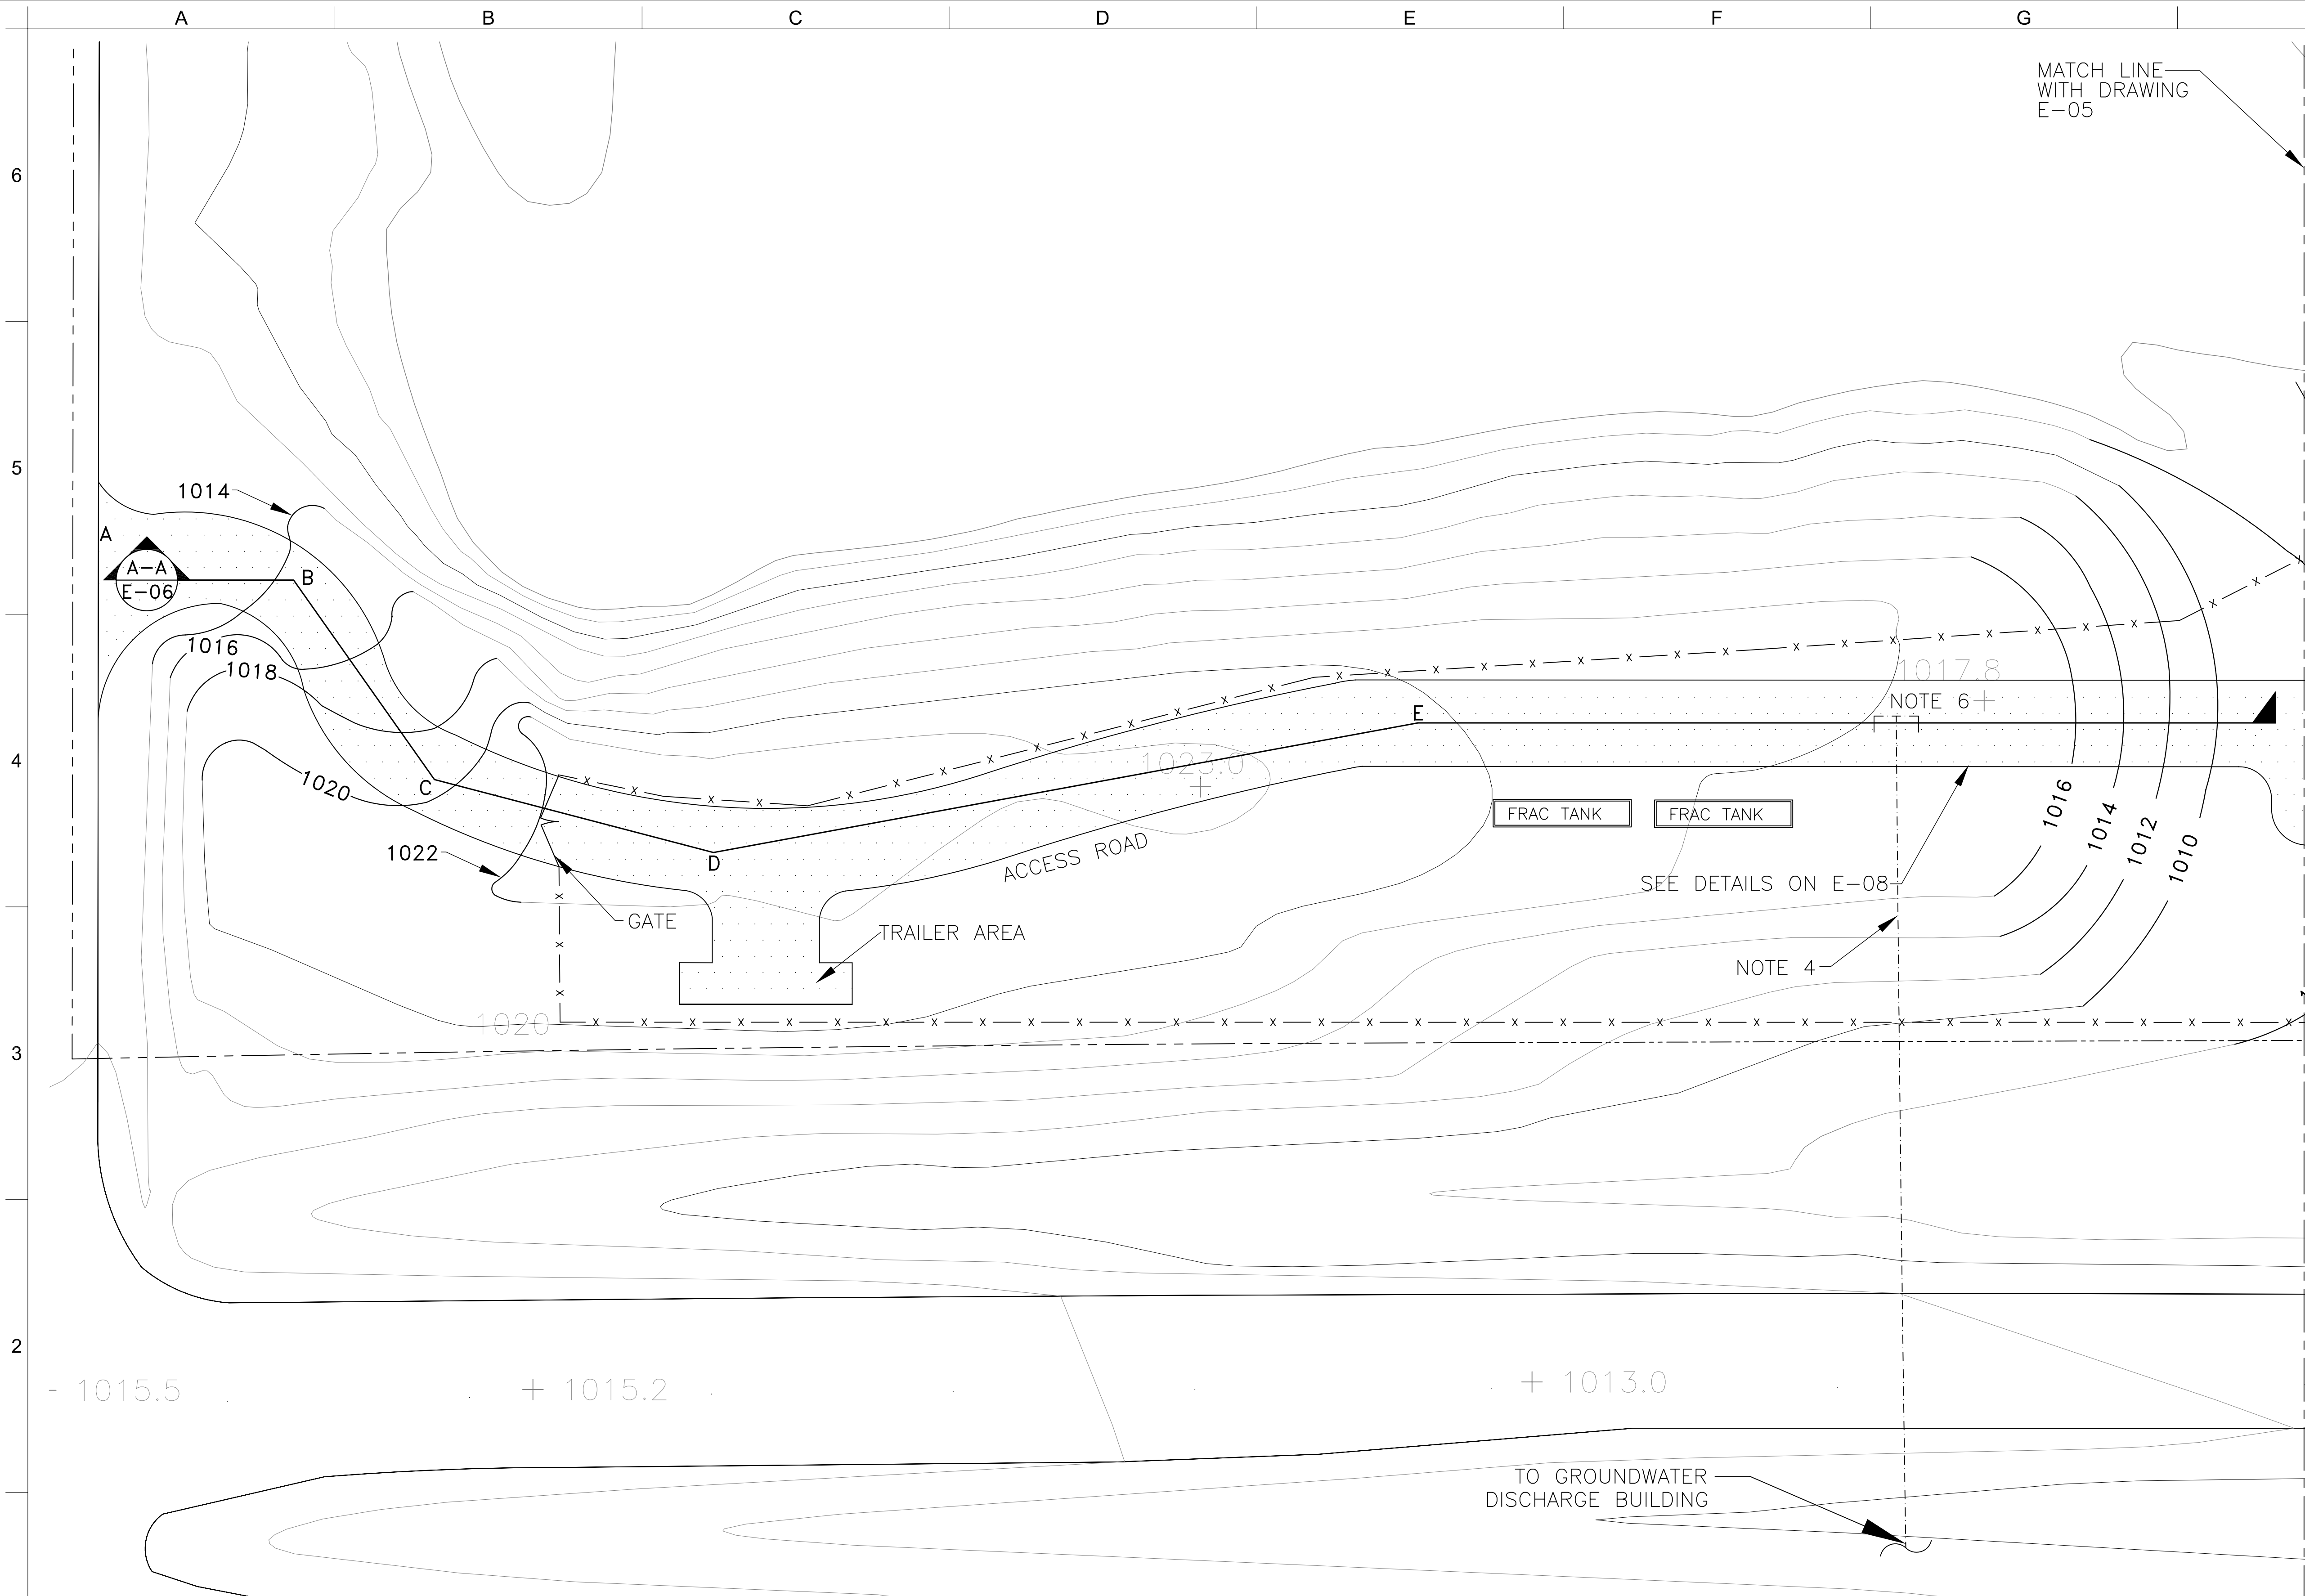 A B C D E F G
MATCH LINE
WITH DRAWING
E-05
6
5
1014
A
A-A
E-06
B
1016
1018
1017.8
NOTE 6
E
4
1023.0
1020
C
1016
1014
1012
1010
FRAC TANK
FRAC TANK
1022
D
ACCESS ROAD
SEE DETAILS ON E-08
GATE
TRAILER AREA
NOTE 4
1020
3
2
- 1015.5
+ 1015.2
+ 1013.0
TO GROUNDWATER
DISCHARGE BUILDING